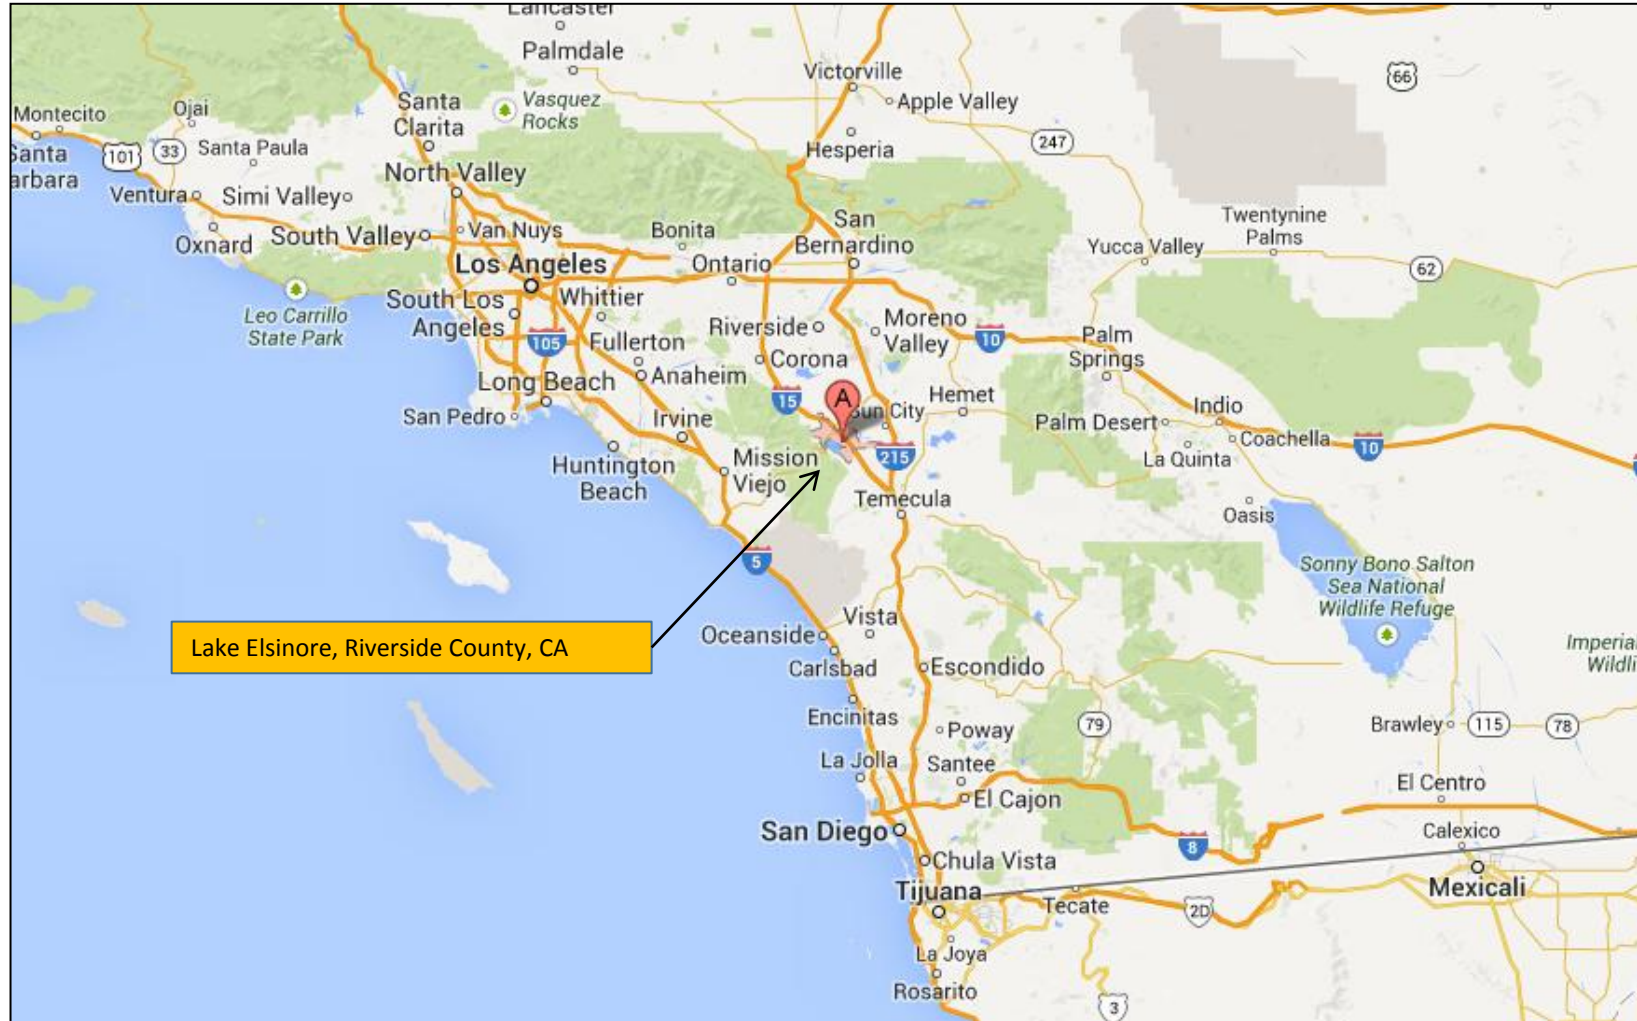 Lancaster
Palmdale
Victorville
Apple Valley
66
Montecito
Ojai
Santa
Clarita
Vasquez
Rocks
247
Hesperia
Santa
arbara
101
33
Santa Paula
North Valley
Ventura
Simi Valley
Oxnard
South Valley
Van Nuys
Bonita
San
Bernardino
Twentynine
Palms
Yucca Valley
62
Los Angeles
Ontario
Leo Carrillo
State Park
South Los
Angeles
Whittier
105
Fullerton
Riverside
Moreno
Valley
10
Palm
Springs
Corona
Anaheim
Long Beach
San Pedro
Irvine
15
A
Sun City
Hemet
Palm Desert
Indio
Coachella
La Quinta
10
Huntington
Beach
Mission
Viejo
215
Temecula
Oasis
5
Sonny Bono Salton
Sea National
Wildlife Refuge
Lake Elsinore, Riverside County, CA
Vista
Oceanside
Carlsbad
Escondido
Imperia
Wildli
Encinitas
Poway
79
Brawley
115
78
La Jolla
Santee
El Cajon
El Centro
San Diego
8
Calexico
Chula Vista
Tijuana
Tecate
2D
Mexicali
La Joya
Rosarito
3